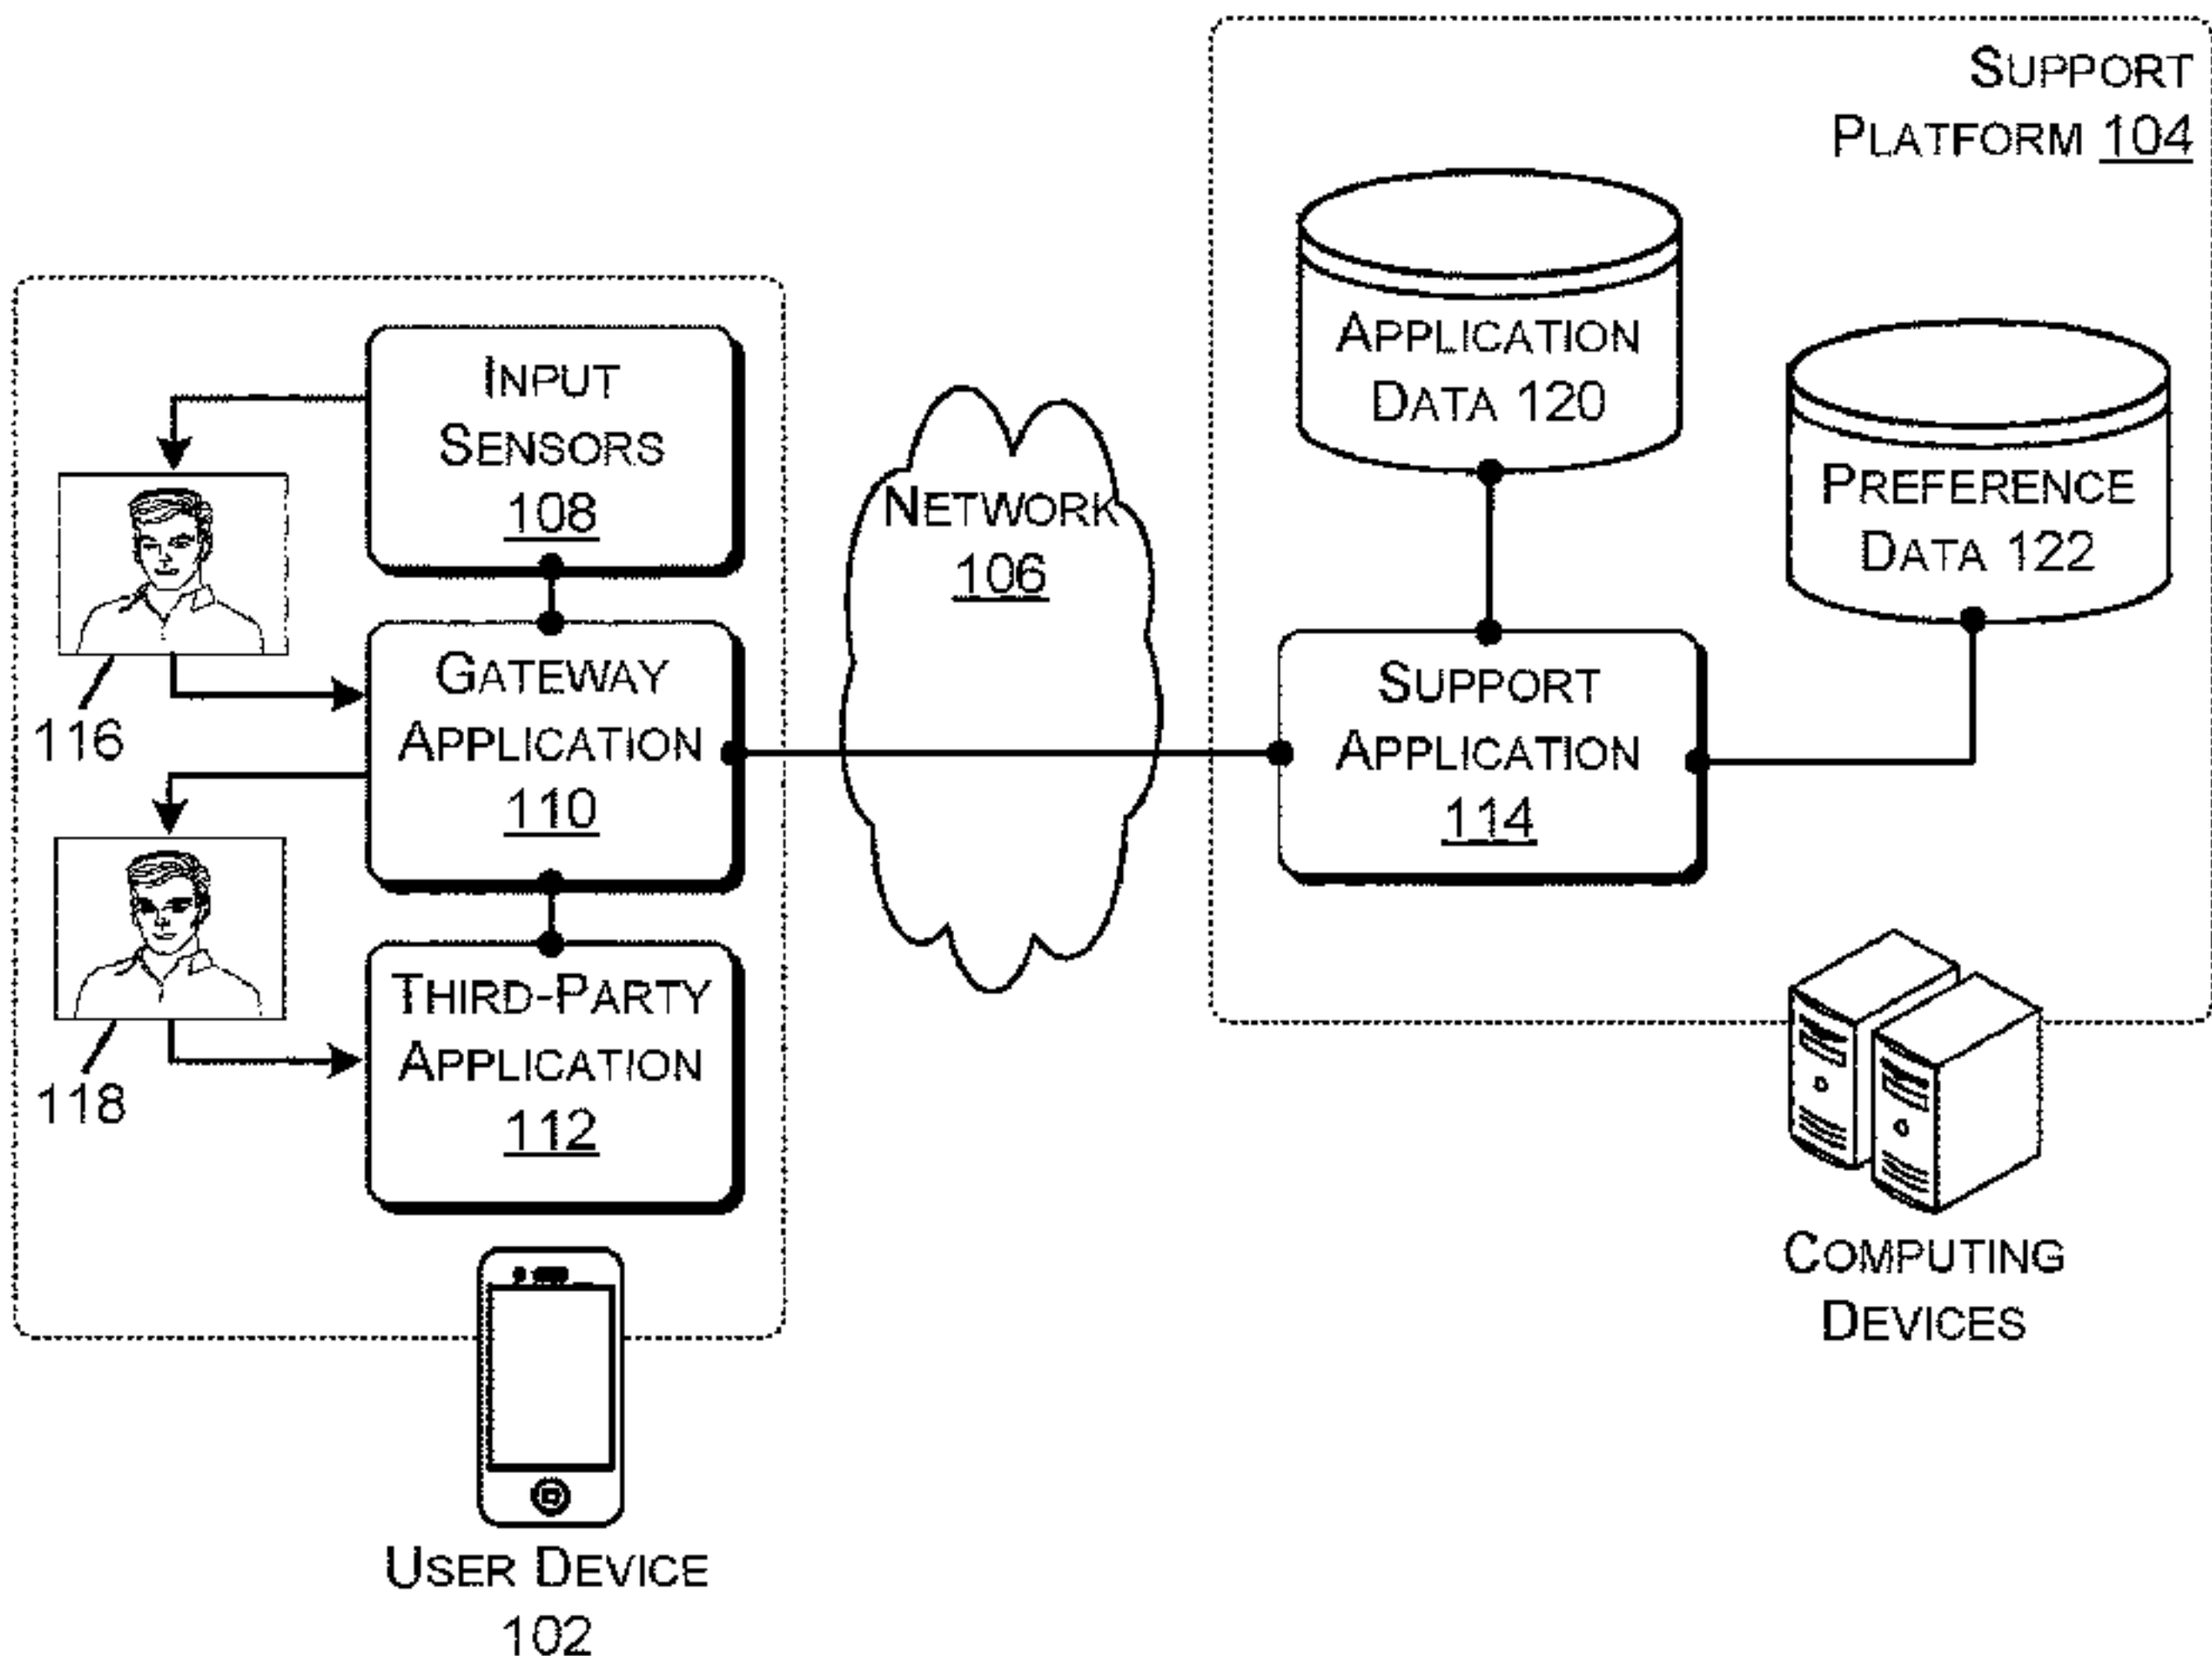 SUPPORT
PLATFORM 104
APPLICATION
DATA 120
PREFERENCE
DATA 122
INPUT
SENSORS
108
NETWORK
106
GATEWAY
APPLICATION
110
SUPPORT
APPLICATION
114
116
THIRD-PARTY
APPLICATION
112
118
COMPUTING
DEVICES
USER DEVICE
102